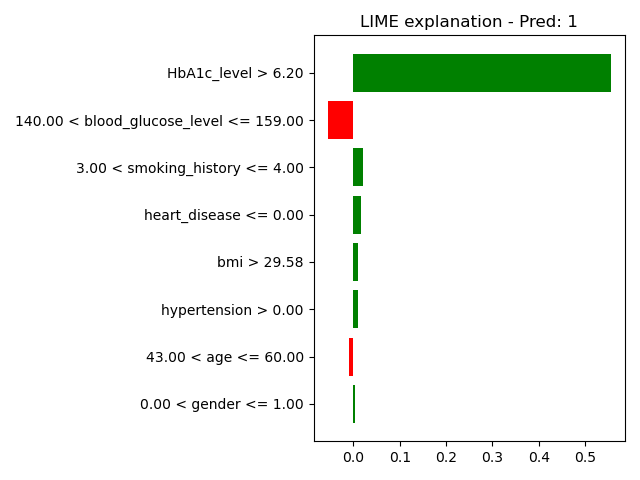 LIME explanation - Pred: 1
HbA1c_level > 6.20
140.00 < blood_glucose_level <= 159.00
3.00 < smoking_history <= 4.00
heart_disease <= 0.00
bmi > 29.58
hypertension > 0.00
43.00 < age <= 60.00
0.00 < gender <= 1.00
0.0 0.1 0.2 0.3 0.4 0.5